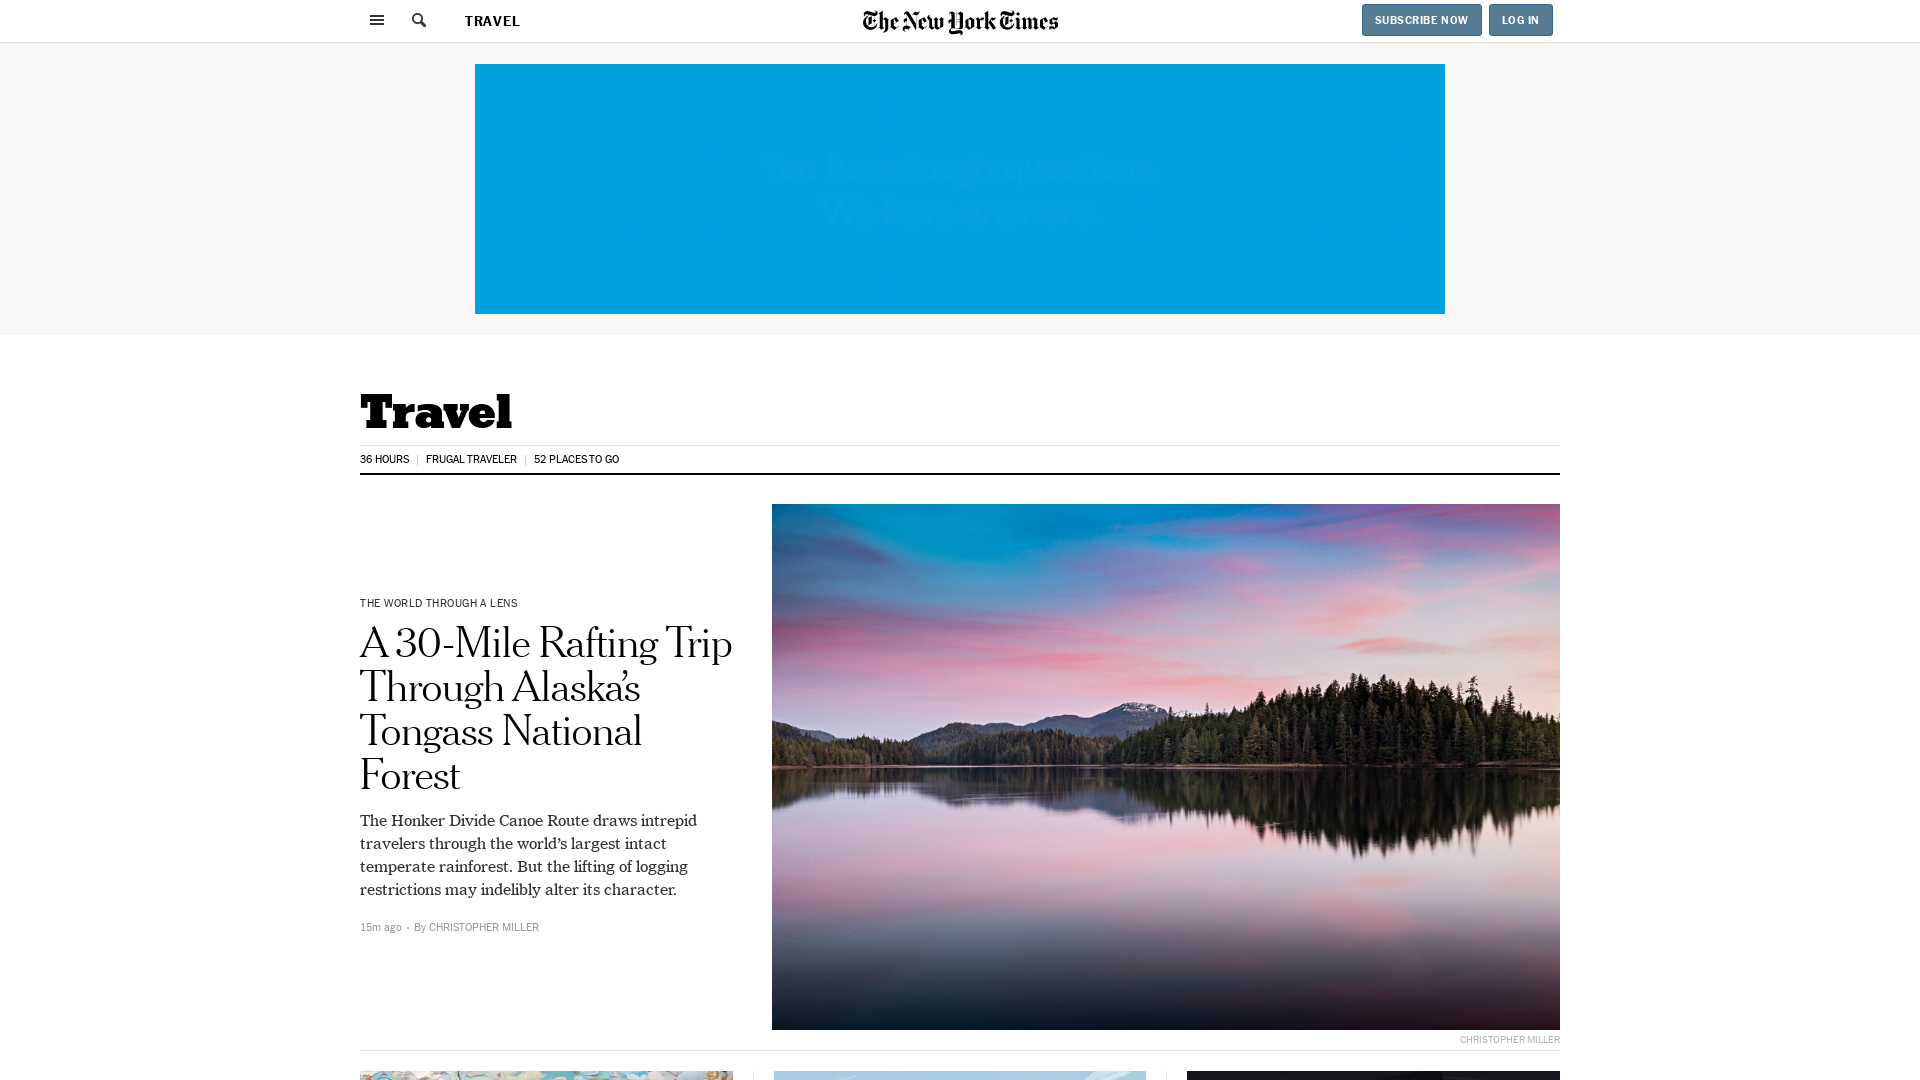 TRAVEL
The New York Times
SUBSCRIBE NOW
LOG IN
You have tough questions.
We have answers.
Travel
36 HOURS
FRUGAL TRAVELER
52 PLACES TO GO
THE WORLD THROUGH A LENS
A 30-Mile Rafting Trip
Through Alaska’s
Tongass National
Forest
The Honker Divide Canoe Route draws intrepid
travelers through the world’s largest intact
temperate rainforest. But the lifting of logging
restrictions may indelibly alter its character.
15m ago • By CHRISTOPHER MILLER
CHRISTOPHER MILLER